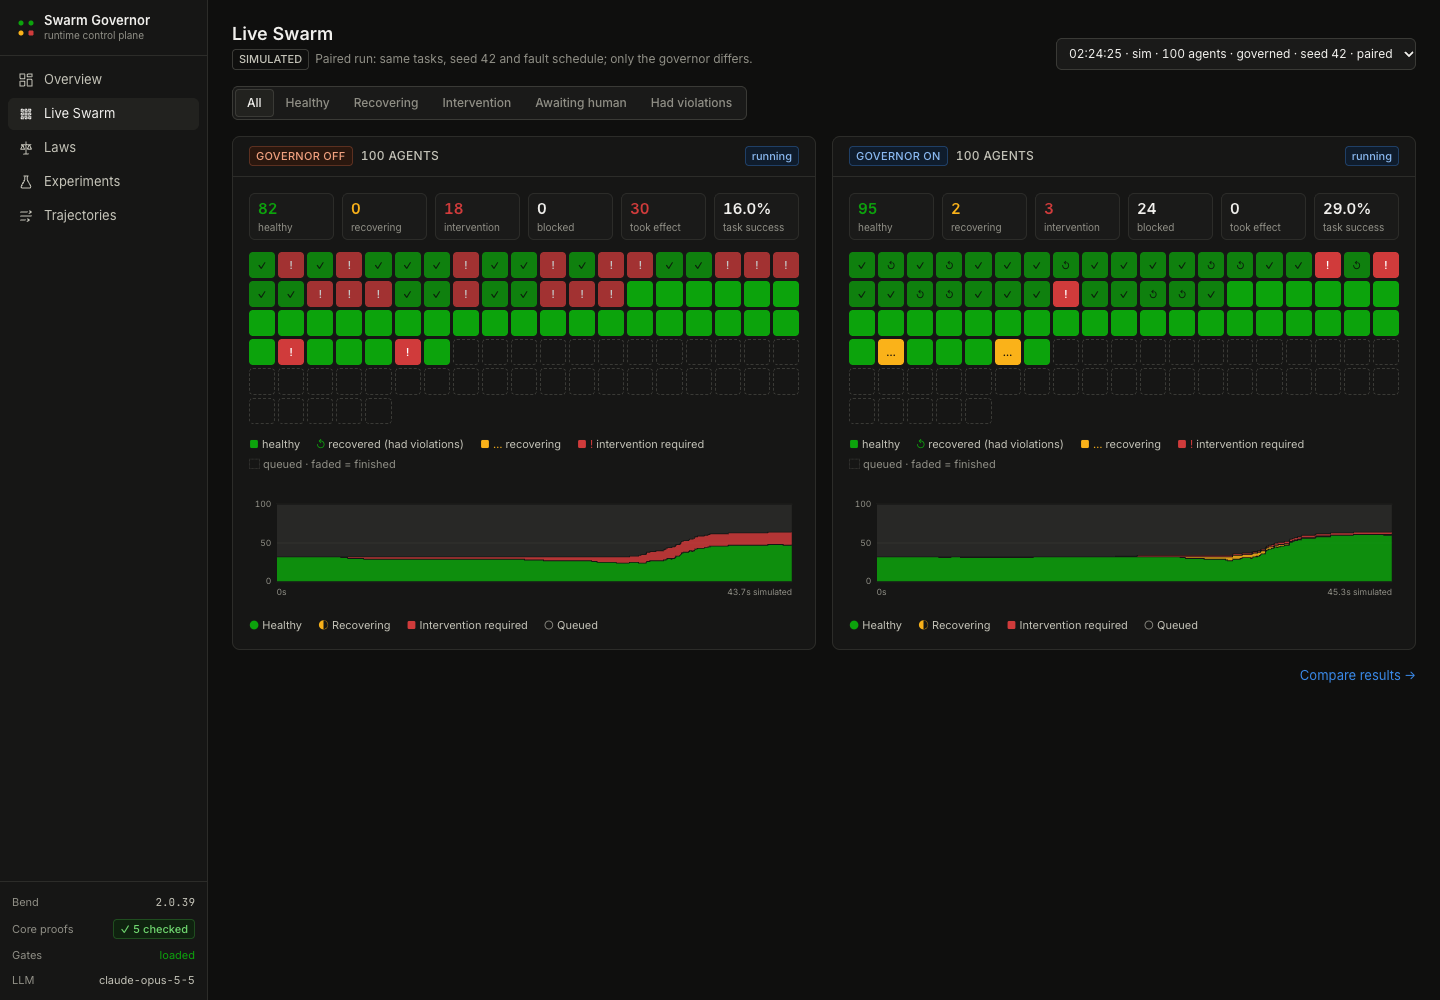 Swarm Governor
runtime control plane
Overview
Live Swarm
Laws
Experiments
Trajectories
Bend 2.0.39
Core proofs ✓ 5 checked
Gates loaded
LLM claude-opus-5-5
Live Swarm
SIMULATED Paired run: same tasks, seed 42 and fault schedule; only the governor differs.
02:24:25 · sim · 100 agents · governed · seed 42 · paired
All Healthy Recovering Intervention Awaiting human Had violations
GOVERNOR OFF 100 AGENTS running
82 0 18 0 30 16.0%
healthy recovering intervention blocked took effect task success
✓ ! ✓ ! ✓ ✓ ✓ ! ✓ ✓ ! ✓ ! ! ✓ ✓ ! ! !
✓ ✓ ! ! ! ✓ ✓ ! ✓ ✓ ! ! !
! !
healthy ↺ recovered (had violations) ... recovering ! intervention required
queued · faded = finished
100
50
0
0s 43.7s simulated
Healthy Recovering Intervention required Queued
GOVERNOR ON 100 AGENTS running
95 2 3 24 0 29.0%
healthy recovering intervention blocked took effect task success
✓ ↺ ✓ ↺ ✓ ✓ ✓ ↺ ✓ ✓ ✓ ✓ ↺ ↺ ✓ ✓ ! ↺ !
✓ ✓ ↺ ↺ ✓ ✓ ✓ ! ✓ ✓ ↺ ↺ ✓
... ...
healthy ↺ recovered (had violations) ... recovering ! intervention required
queued · faded = finished
100
50
0
0s 45.3s simulated
Healthy Recovering Intervention required Queued
Compare results →